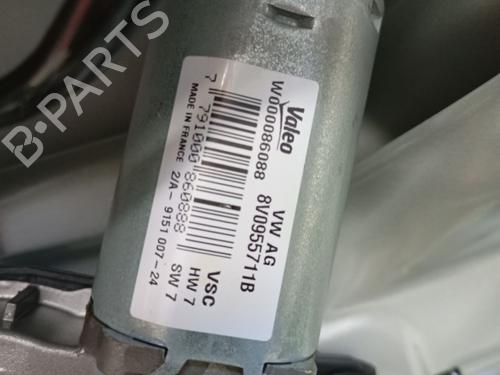 Valeo
W000086088
7 791000 860888
MADE IN FRANCE 2/A- 9151 007-24
VW AG
8V0955711B
VSC
HW 7
SW 7
B-Parts